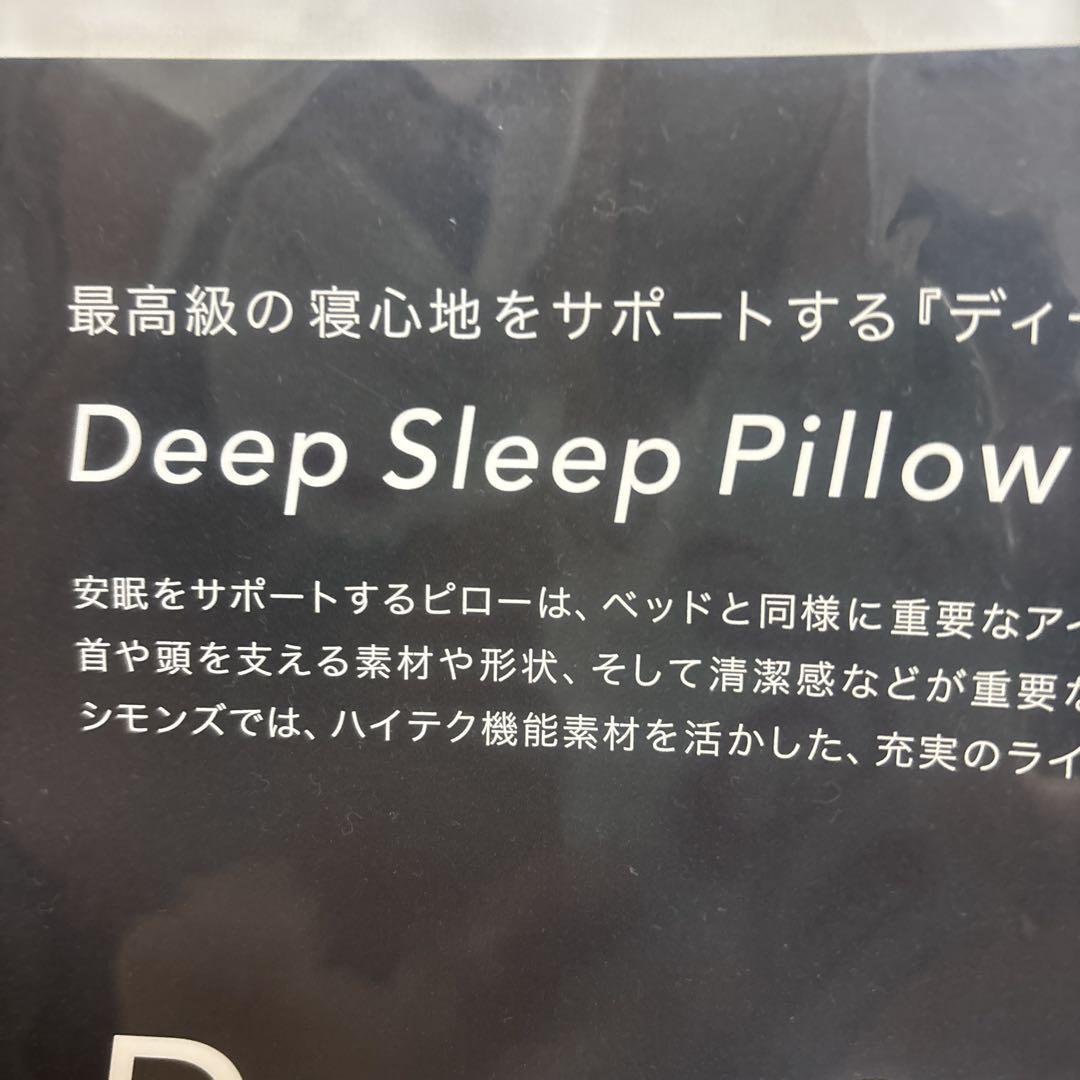 最高級の寝心地をサポートする『ディ
Deep Sleep Pillow
安眠をサポートするピローは、ベッドと同様に重要なアイ
首や頭を支える素材や形状、そして清潔感などが重要な
シモンズでは、ハイテク機能素材を活かした、充実のライ